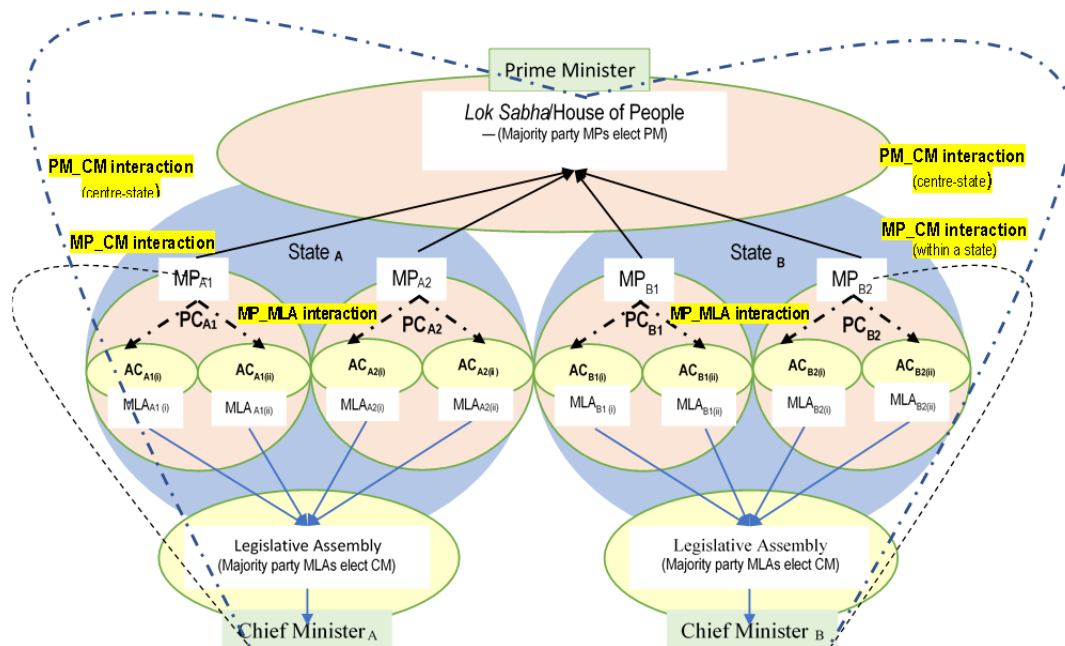 Prime Minister
Lok Sabha/House of People
— (Majority party MPs elect PM)
PM_CM interaction
(centre-state)
PM_CM interaction
(centre-state)
MP_CM interaction
MP_CM interaction
(within a state)
State A
State B
MPA1
MPA2
MPB1
MPB2
MP_MLA interaction
MP_MLA interaction
PCA1
PCA2
PCB1
PCB2
ACA1(i)
ACA1(ii)
ACA2(i)
ACA2(ii)
ACB1(i)
ACB1(ii)
ACB2(i)
ACB2(ii)
MLAA1 (i)
MLAA1(ii)
MLAA2(i)
MLAA2(ii)
MLAB1 (i)
MLAB1(ii)
MLAB2(i)
MLAB2(ii)
Legislative Assembly
(Majority party MLAs elect CM)
Legislative Assembly
(Majority party MLAs elect CM)
Chief Minister A
Chief Minister B